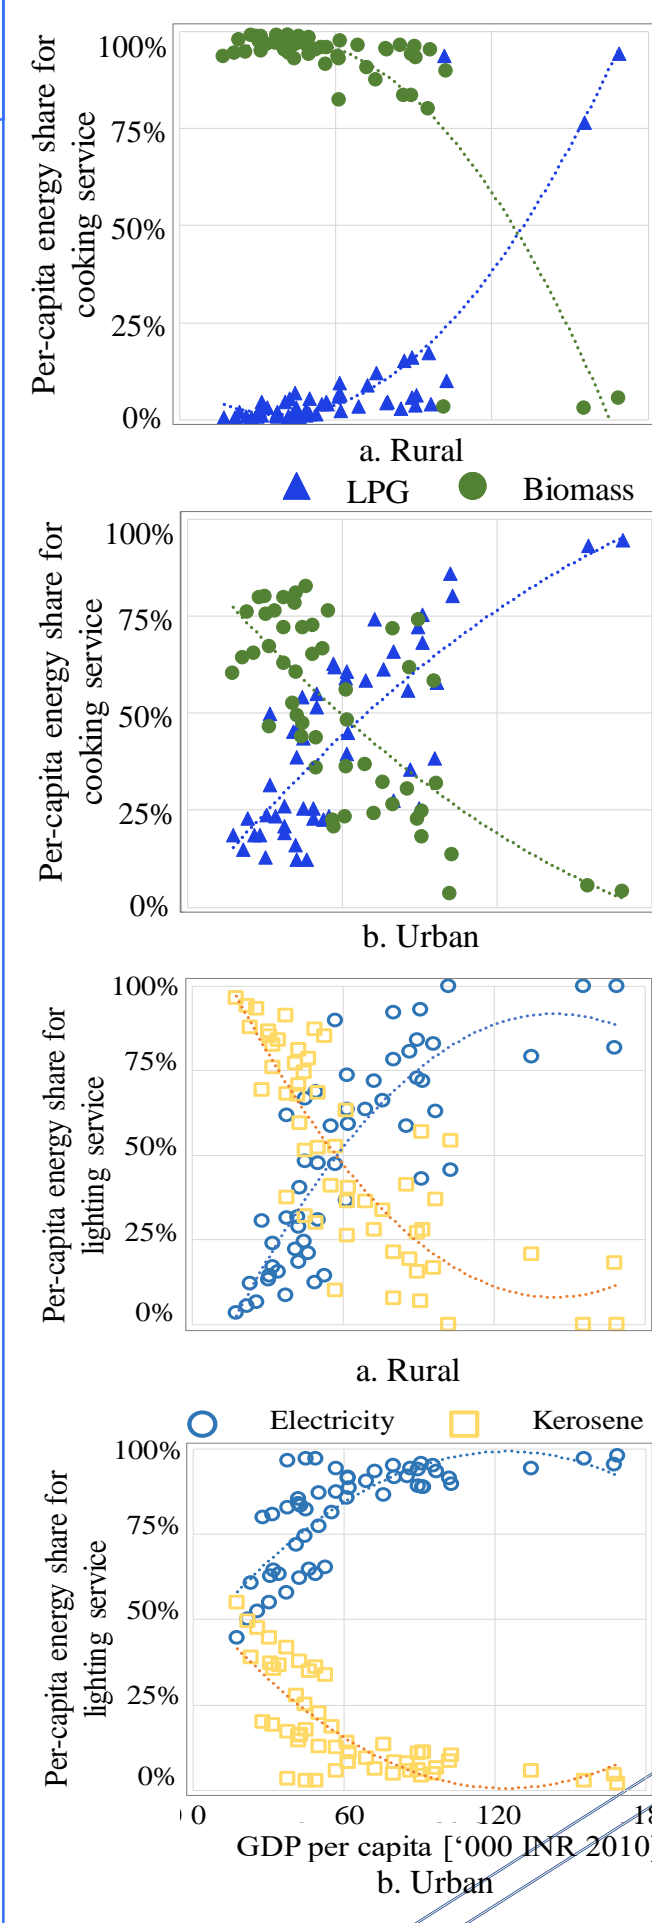 Per-capita energy share for
cooking service
100%
75%
50%
25%
0%
a. Rural
LPG
Biomass
Per-capita energy share for
cooking service
100%
75%
50%
25%
0%
b. Urban
Per-capita energy share for
lighting service
100%
75%
50%
25%
0%
a. Rural
Electricity
Kerosene
Per-capita energy share for
lighting service
100%
75%
50%
25%
0%
0 60 120
GDP per capita [‘000 INR 2010]
b. Urban